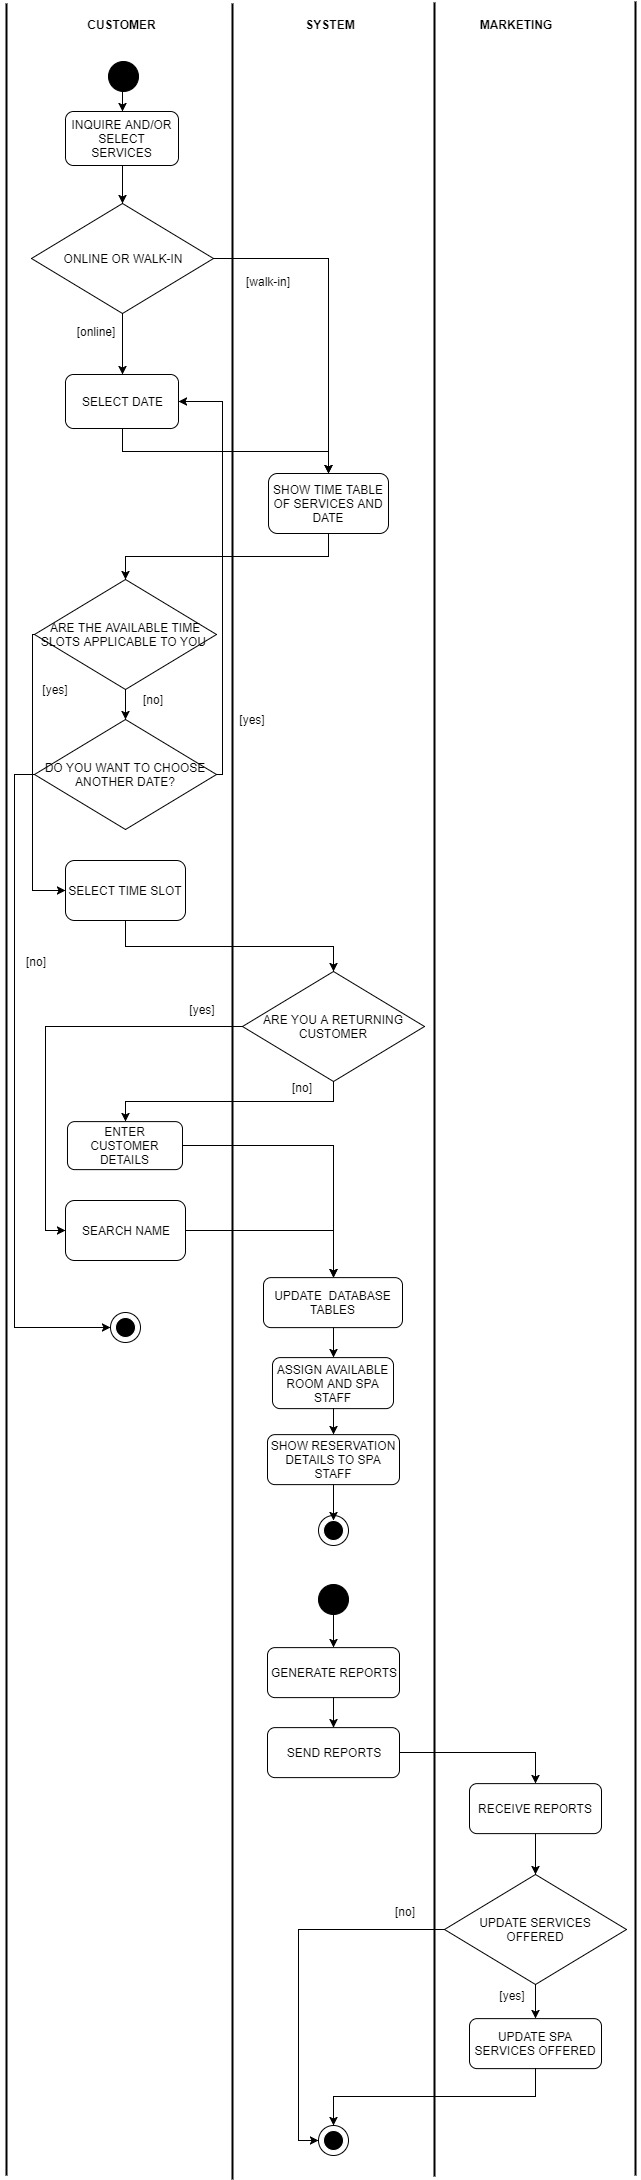 CUSTOMER
SYSTEM
MARKETING
INQUIRE AND/OR
SELECT
SERVICES
ONLINE OR WALK-IN
[walk-in]
[online]
SELECT DATE
SHOW TIME TABLE
OF SERVICES AND
DATE
ARE THE AVAILABLE TIME
SLOTS APPLICABLE TO YOU
[yes]
[no]
[yes]
DO YOU WANT TO CHOOSE
ANOTHER DATE?
SELECT TIME SLOT
[no]
ARE YOU A RETURNING
CUSTOMER
[yes]
[no]
ENTER
CUSTOMER
DETAILS
SEARCH NAME
UPDATE  DATABASE
TABLES
ASSIGN AVAILABLE
ROOM AND SPA
STAFF
SHOW RESERVATION
DETAILS TO SPA
STAFF
GENERATE REPORTS
SEND REPORTS
RECEIVE REPORTS
[no]
UPDATE SERVICES
OFFERED
[yes]
UPDATE SPA
SERVICES OFFERED